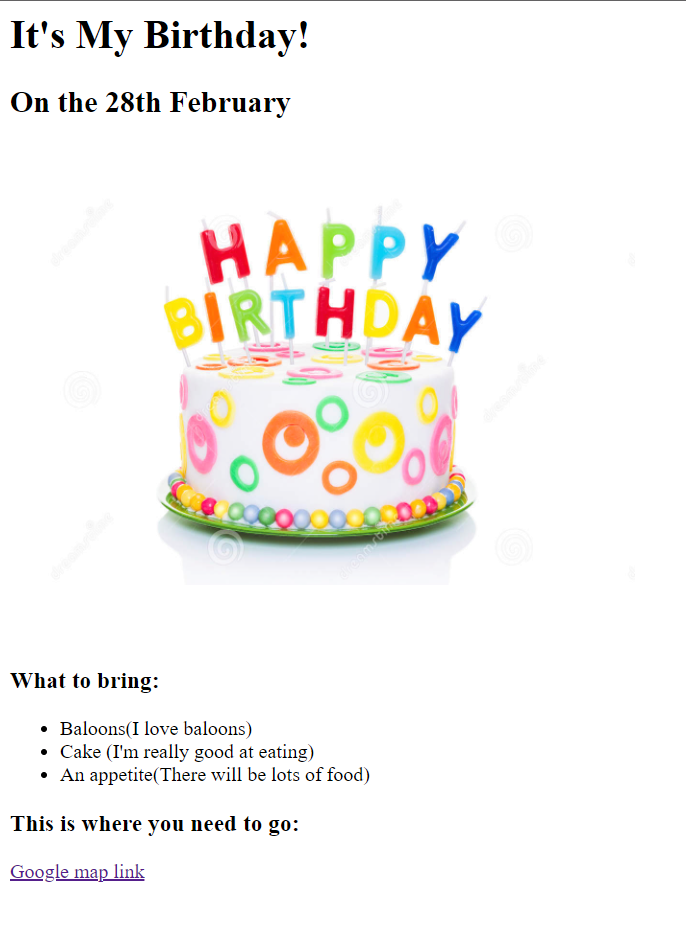 It's My Birthday!
On the 28th February
HAPPY
BIRTHDAY
What to bring:
Baloons(I love baloons)
Cake (I'm really good at eating)
An appetite(There will be lots of food)
This is where you need to go:
Google map link